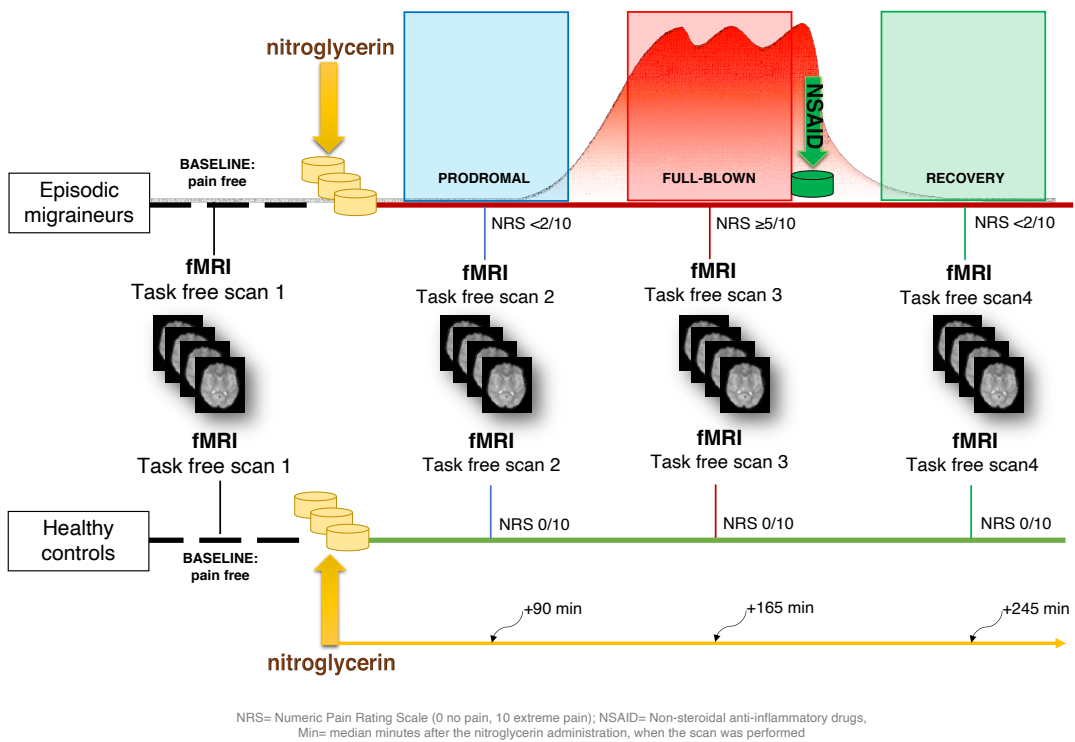 nitroglycerin
BASELINE:
pain free
Episodic
migraineurs
PRODROMAL
FULL-BLOWN
NSAID
RECOVERY
NRS <2/10
NRS ≥5/10
NRS <2/10
fMRI
Task free scan 1
fMRI
Task free scan 2
fMRI
Task free scan 3
fMRI
Task free scan4
fMRI
Task free scan 1
fMRI
Task free scan 2
fMRI
Task free scan 3
fMRI
Task free scan4
Healthy
controls
BASELINE:
pain free
NRS 0/10
NRS 0/10
NRS 0/10
+90 min
+165 min
+245 min
nitroglycerin
NRS= Numeric Pain Rating Scale (0 no pain, 10 extreme pain); NSAID= Non-steroidal anti-inflammatory drugs,
Min= median minutes after the nitroglycerin administration, when the scan was performed